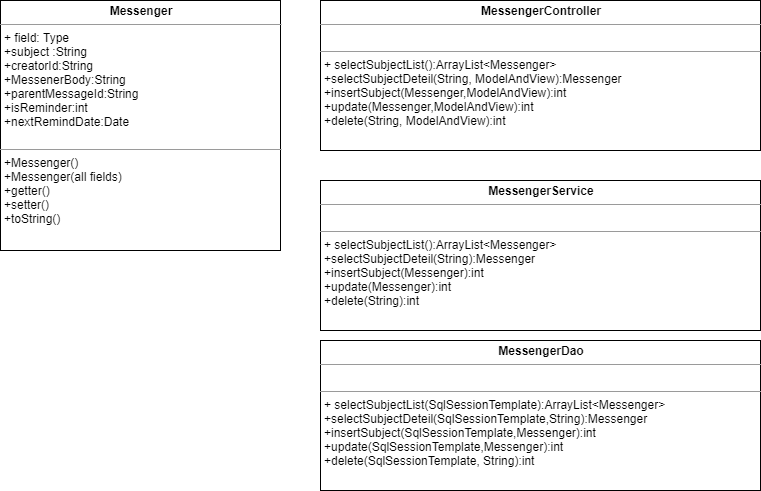 Messenger
+ field: Type
+subject :String
+creatorId:String
+MessenerBody:String
+parentMessageId:String
+isReminder:int
+nextRemindDate:Date
+Messenger()
+Messenger(all fields)
+getter()
+setter()
+toString()
MessengerController
+ selectSubjectList():ArrayList<Messenger>
+selectSubjectDeteil(String, ModelAndView):Messenger
+insertSubject(Messenger,ModelAndView):int
+update(Messenger,ModelAndView):int
+delete(String, ModelAndView):int
MessengerService
+ selectSubjectList():ArrayList<Messenger>
+selectSubjectDeteil(String):Messenger
+insertSubject(Messenger):int
+update(Messenger):int
+delete(String):int
MessengerDao
+ selectSubjectList(SqlSessionTemplate):ArrayList<Messenger>
+selectSubjectDeteil(SqlSessionTemplate,String):Messenger
+insertSubject(SqlSessionTemplate,Messenger):int
+update(SqlSessionTemplate,Messenger):int
+delete(SqlSessionTemplate, String):int